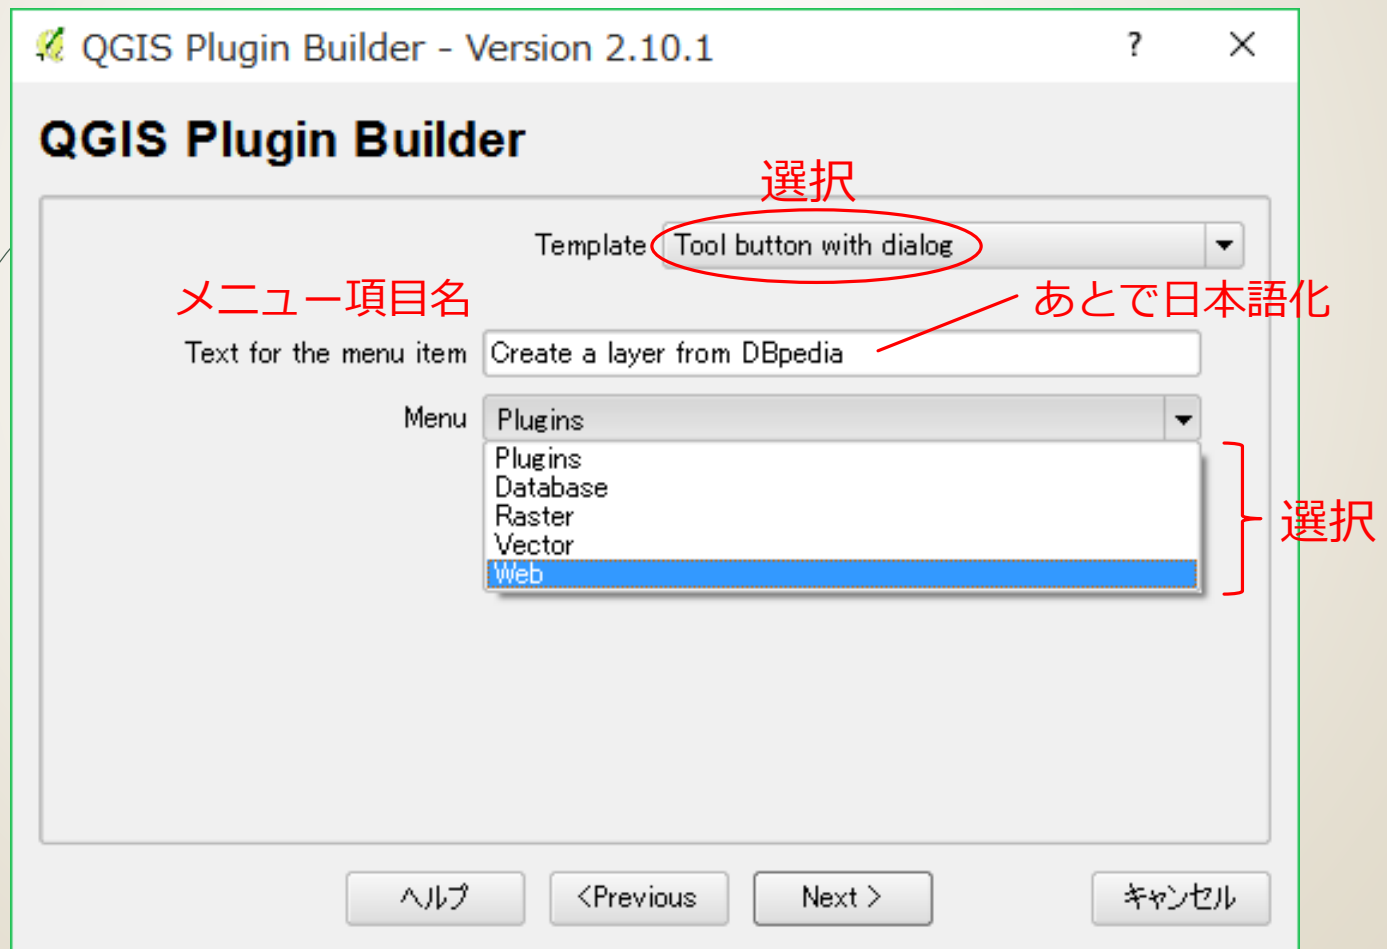 QGIS Plugin Builder - Version 2.10.1 ? ×
QGIS Plugin Builder
選択
Template Tool button with dialog
メニュー項目名
あとで日本語化
Text for the menu item Create a layer from DBpedia
Menu Plugins
Plugins
Database
Raster
Vector
Web
選択
ヘルプ <Previous Next > キャンセル